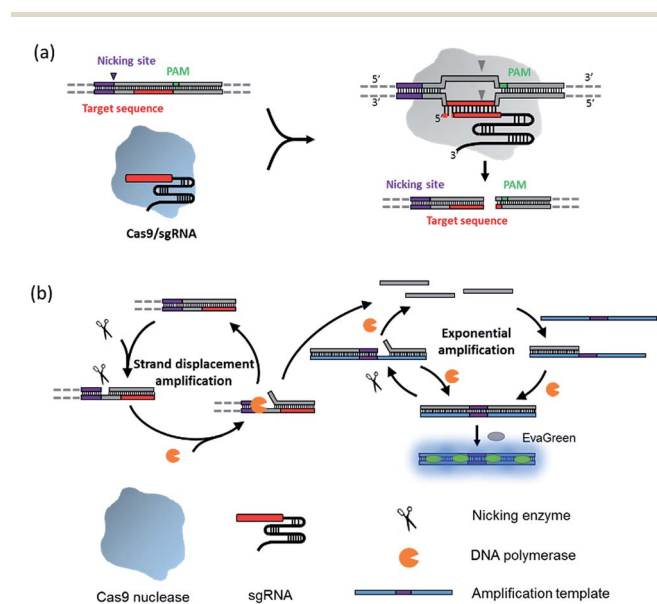 (a)
Nicking site
PAM
Target sequence
Cas9/sgRNA
5'
3'
PAM
3'
5'
5'
3'
Nicking site
PAM
Target sequence
(b)
Strand displacement
amplification
Exponential
amplification
EvaGreen
Cas9 nuclease
sgRNA
Nicking enzyme
DNA polymerase
Amplification template